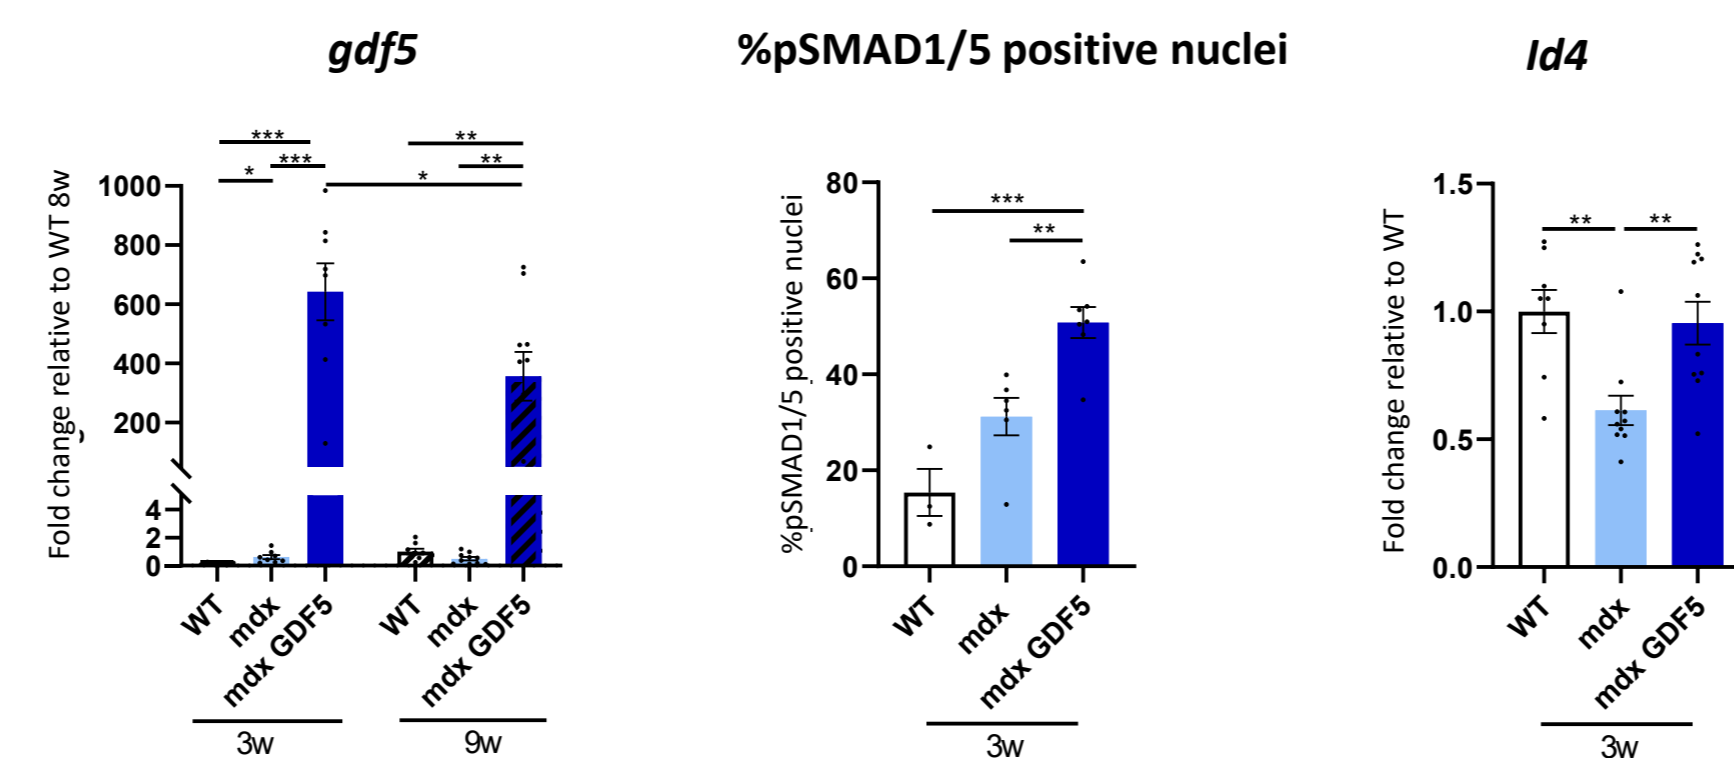 gdf5
%pSMAD1/5 positive nuclei
Id4
Fold change relative to WT 8w
1000
800
600
400
200
4
2
0
***
***
*
**
**
*
WT
mdx
mdx GDF5
WT
mdx
mdx GDF5
3w
9w
%pSMAD1/5 positive nuclei
80
60
40
20
0
***
**
WT
mdx
mdx GDF5
3w
Fold change relative to WT
1.5
1.0
0.5
0.0
**
**
WT
mdx
mdx GDF5
3w